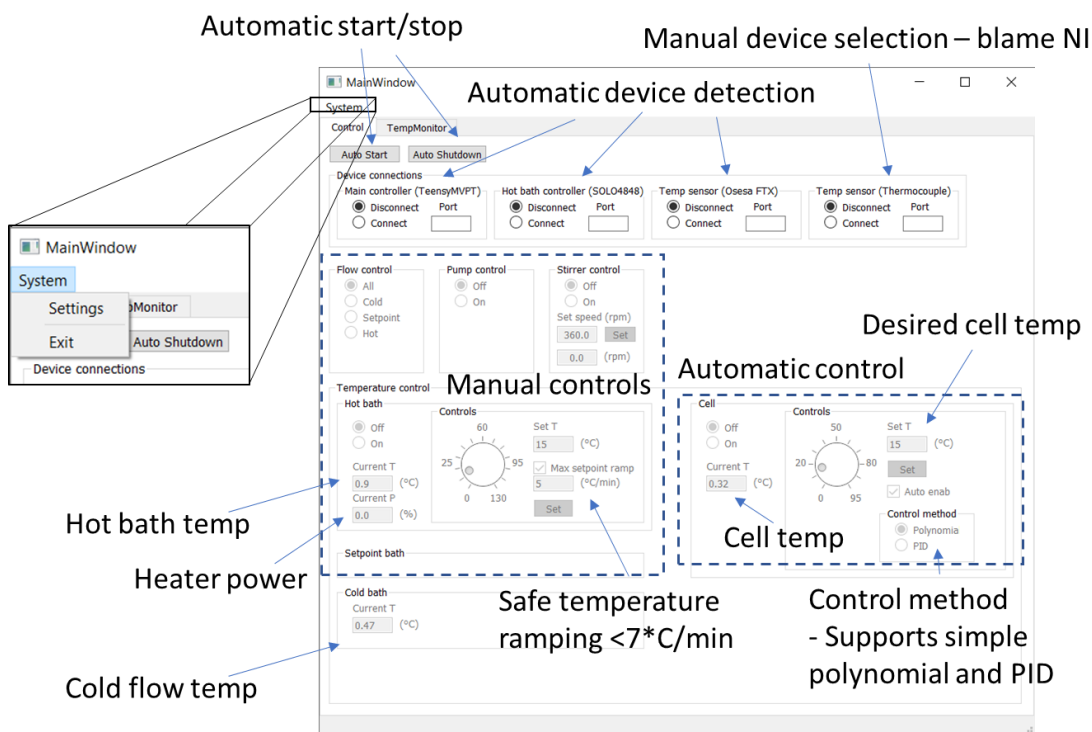 Automatic start/stop
Manual device selection – blame NI
MainWindow
Automatic device detection
System
Control TempMonitor
Auto Start Auto Shutdown
Device connections
Main controller (TeensyMVPT) Hot bath controller (SOLO4848) Temp sensor (Osesa FTX) Temp sensor (Thermocouple)
Disconnect Port Disconnect Port Disconnect Port Disconnect Port
Connect Connect Connect Connect
MainWindow
System
Settings
Exit
pMonitor
Auto Shutdown
Device connections
Flow control Pump control Stirrer control
All Off Off
Cold On On
Setpoint Set speed (rpm)
Hot 360.0 Set
0.0 (rpm)
Desired cell temp
Manual controls
Automatic control
Temperature control
Hot bath
Off
On
Current T
0.9 (°C)
Current P
0.0 (%)
Controls
60
25 95
0 130
Set T
15 (°C)
Max setpoint ramp
5 (°C/min)
Set
Cell
Off
On
Current T
0.32 (°C)
Controls
50
20 80
0 95
Set T
15 (°C)
Set
Auto enab
Control method
Polynomia
PID
Hot bath temp
Cell temp
Heater power
Setpoint bath
Cold bath
Current T
0.47 (°C)
Safe temperature
ramping <7*C/min
Control method
- Supports simple
polynomial and PID
Cold flow temp